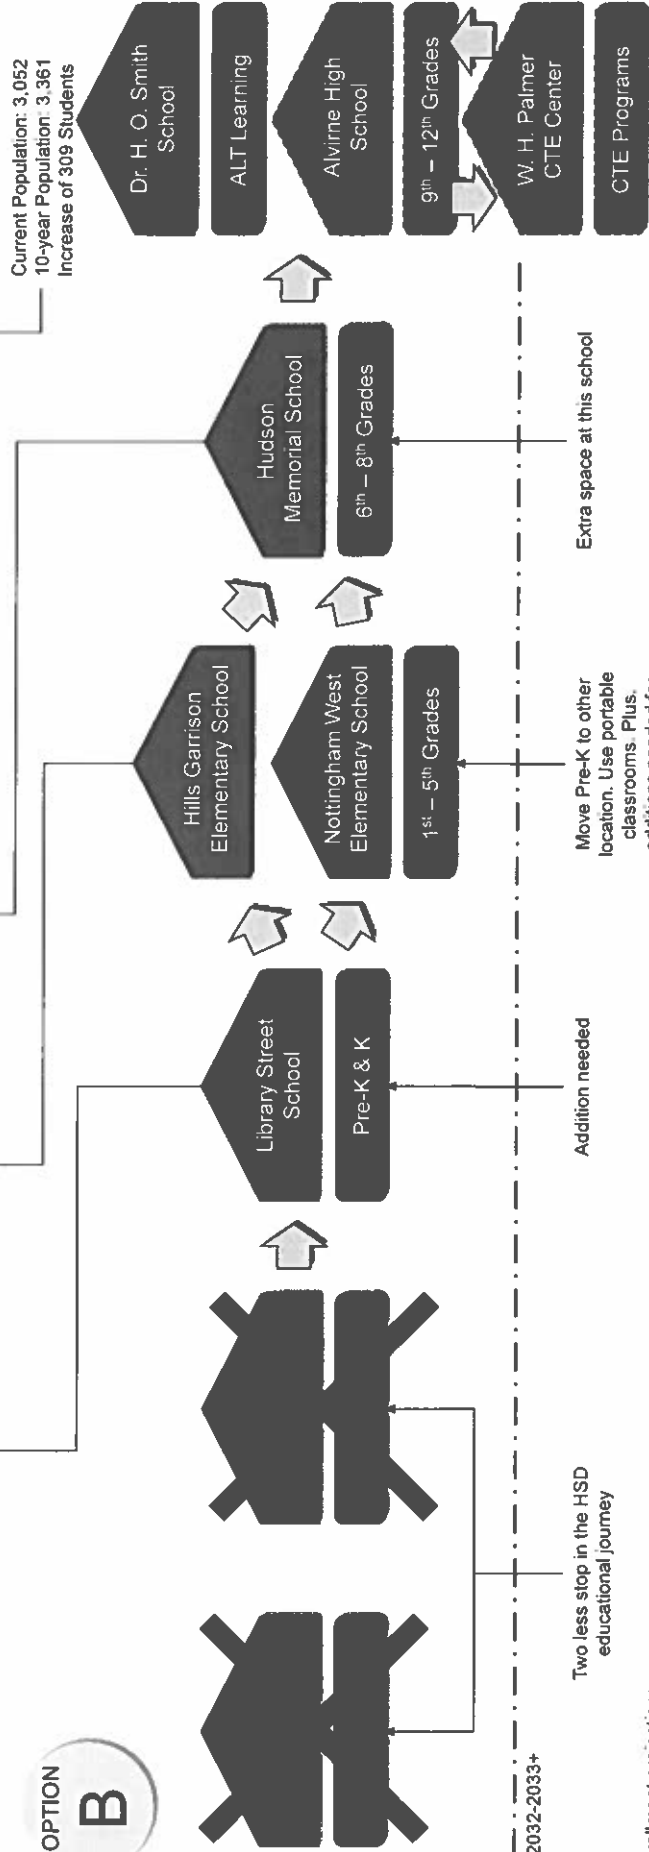 OPTION
B
Current Population: 3,052
10-year Population: 3,361
Increase of 309 Students
Library Street
School
Pre-K & K
Hills Garrison
Elementary School
Nottingham West
Elementary School
1st – 5th Grades
Hudson
Memorial School
6th – 8th Grades
Dr. H. O. Smith
School
ALT Learning
Alvirne High
School
9th – 12th Grades
W. H. Palmer
CTE Center
CTE Programs
2032-2033+
Two less stop in the HSD
educational journey
Addition needed
Move Pre-K to other
location. Use portable
classrooms. Plus,
Extra space at this school